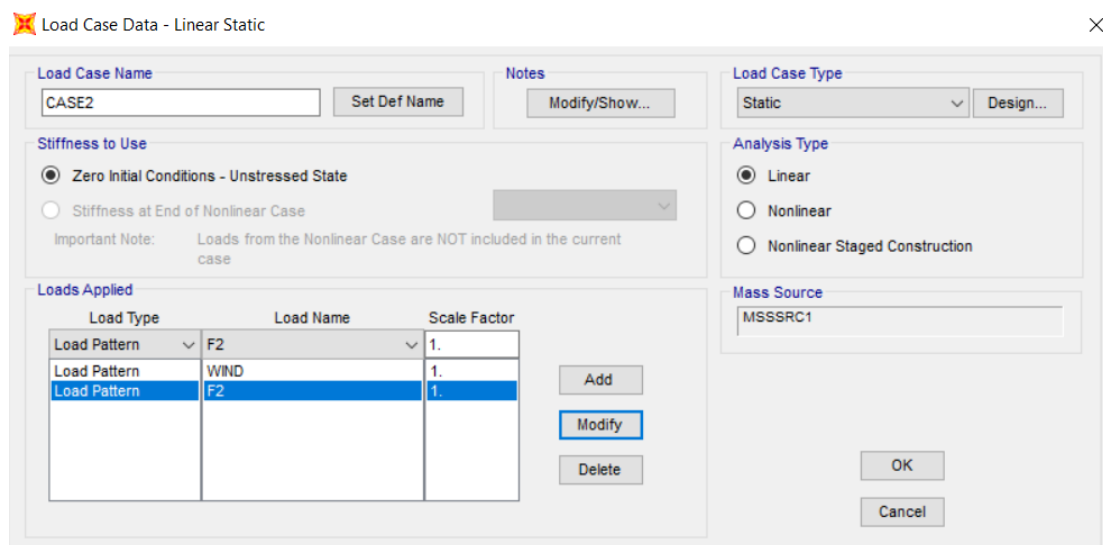 Load Case Data - Linear Static
Load Case Name
CASE2
Set Def Name
Notes
Modify/Show...
Load Case Type
Static
Design...
Stiffness to Use
Zero Initial Conditions - Unstressed State
Stiffness at End of Nonlinear Case
Important Note: Loads from the Nonlinear Case are NOT included in the current
case
Analysis Type
Linear
Nonlinear
Nonlinear Staged Construction
Loads Applied
Load Type Load Name Scale Factor
Load Pattern F2 1.
Load Pattern WIND 1.
Load Pattern F2 1.
Add
Modify
Delete
Mass Source
MSSSRC1
OK
Cancel